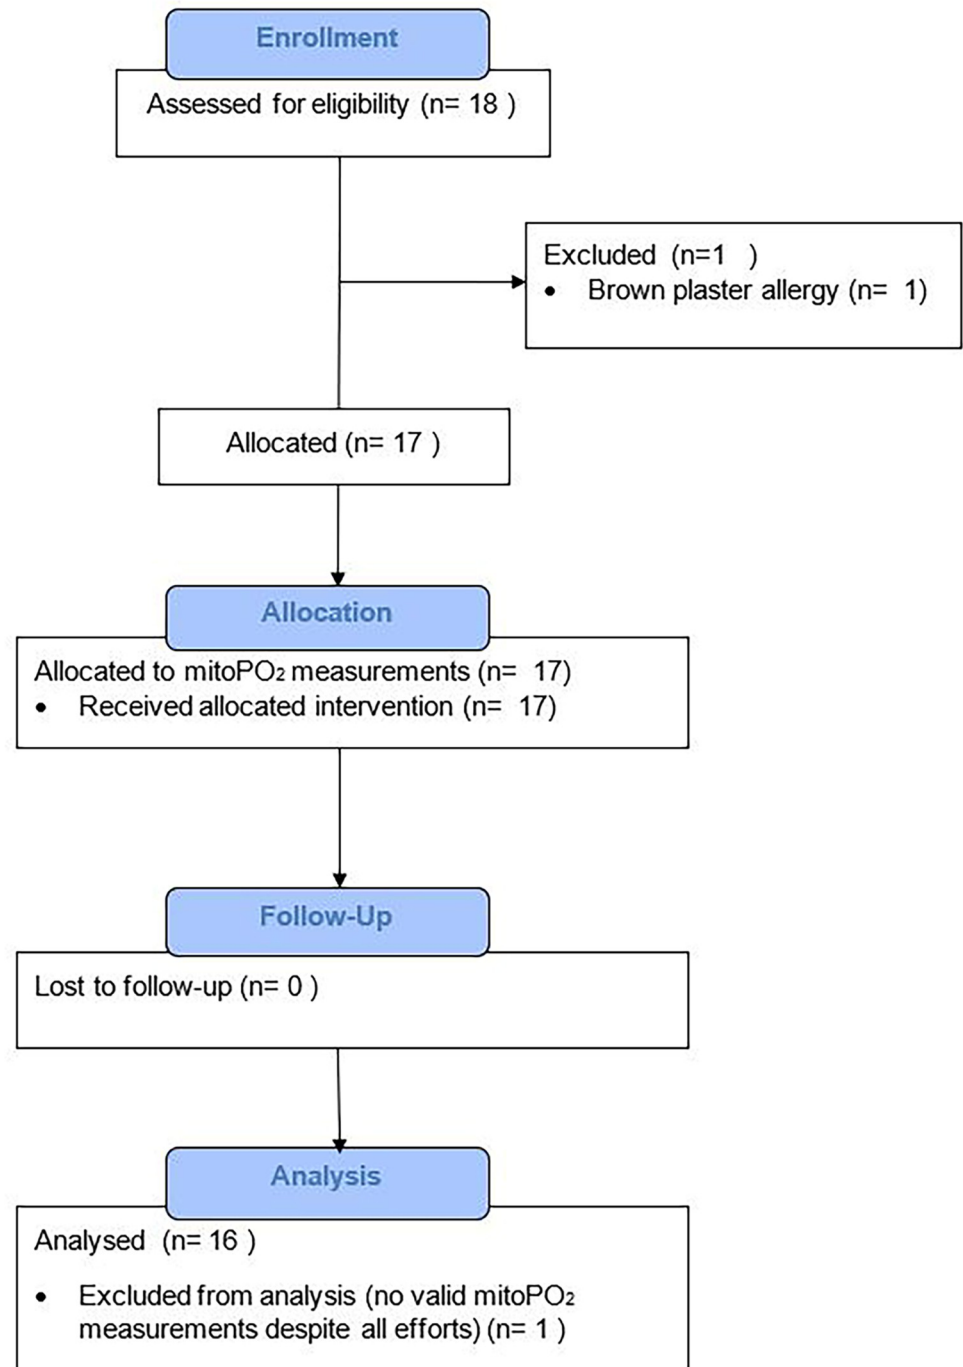 Enrollment
Assessed for eligibility (n= 18 )
Excluded (n=1 )
• Brown plaster allergy (n= 1)
Allocated (n= 17 )
Allocation
Allocated to mitoPO₂ measurements (n= 17)
• Received allocated intervention (n= 17)
Follow-Up
Lost to follow-up (n= 0 )
Analysis
Analysed (n= 16 )
• Excluded from analysis (no valid mitoPO₂
measurements despite all efforts) (n= 1 )